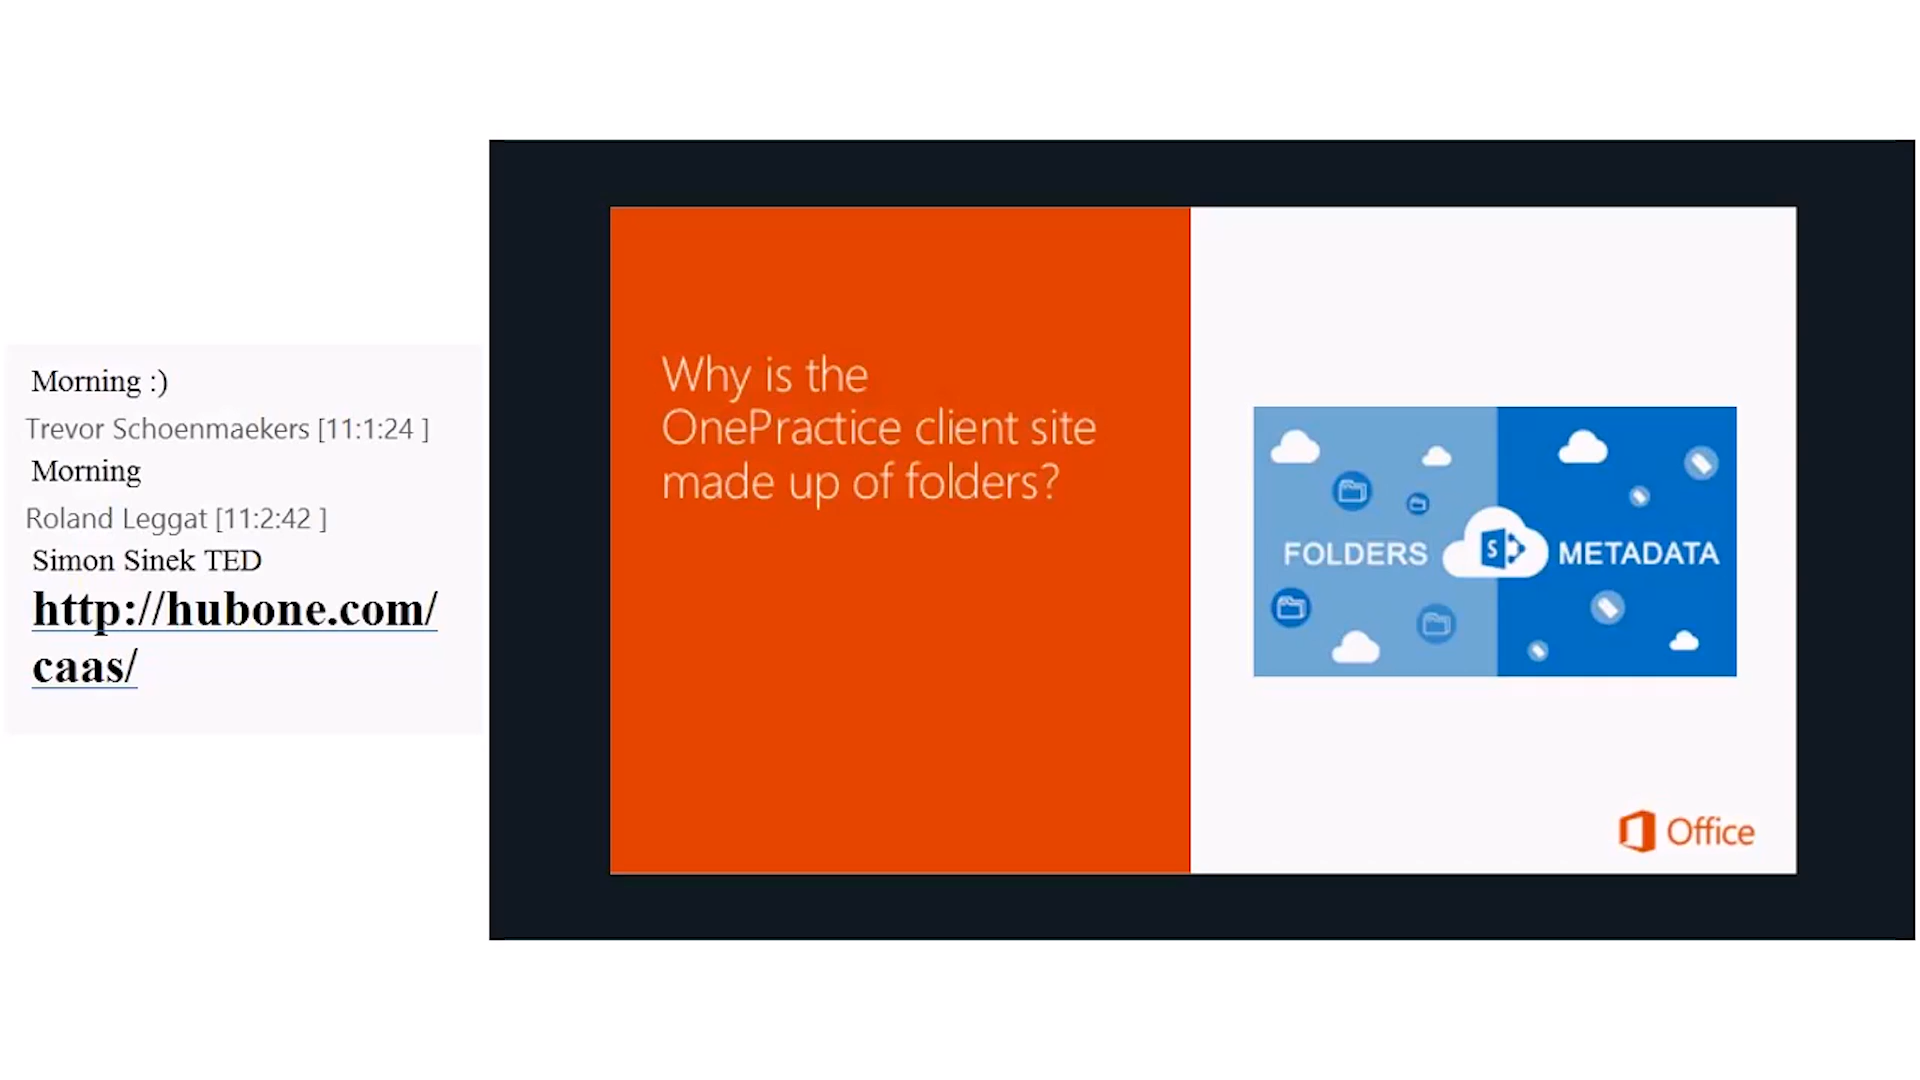 Morning :)
Trevor Schoenmaekers [11:1:24 ]
Morning
Roland Leggat [11:2:42 ]
Simon Sinek TED
http://hubone.com/
caas/
Why is the
OnePractice client site
made up of folders?
FOLDERS
S
METADATA
Office